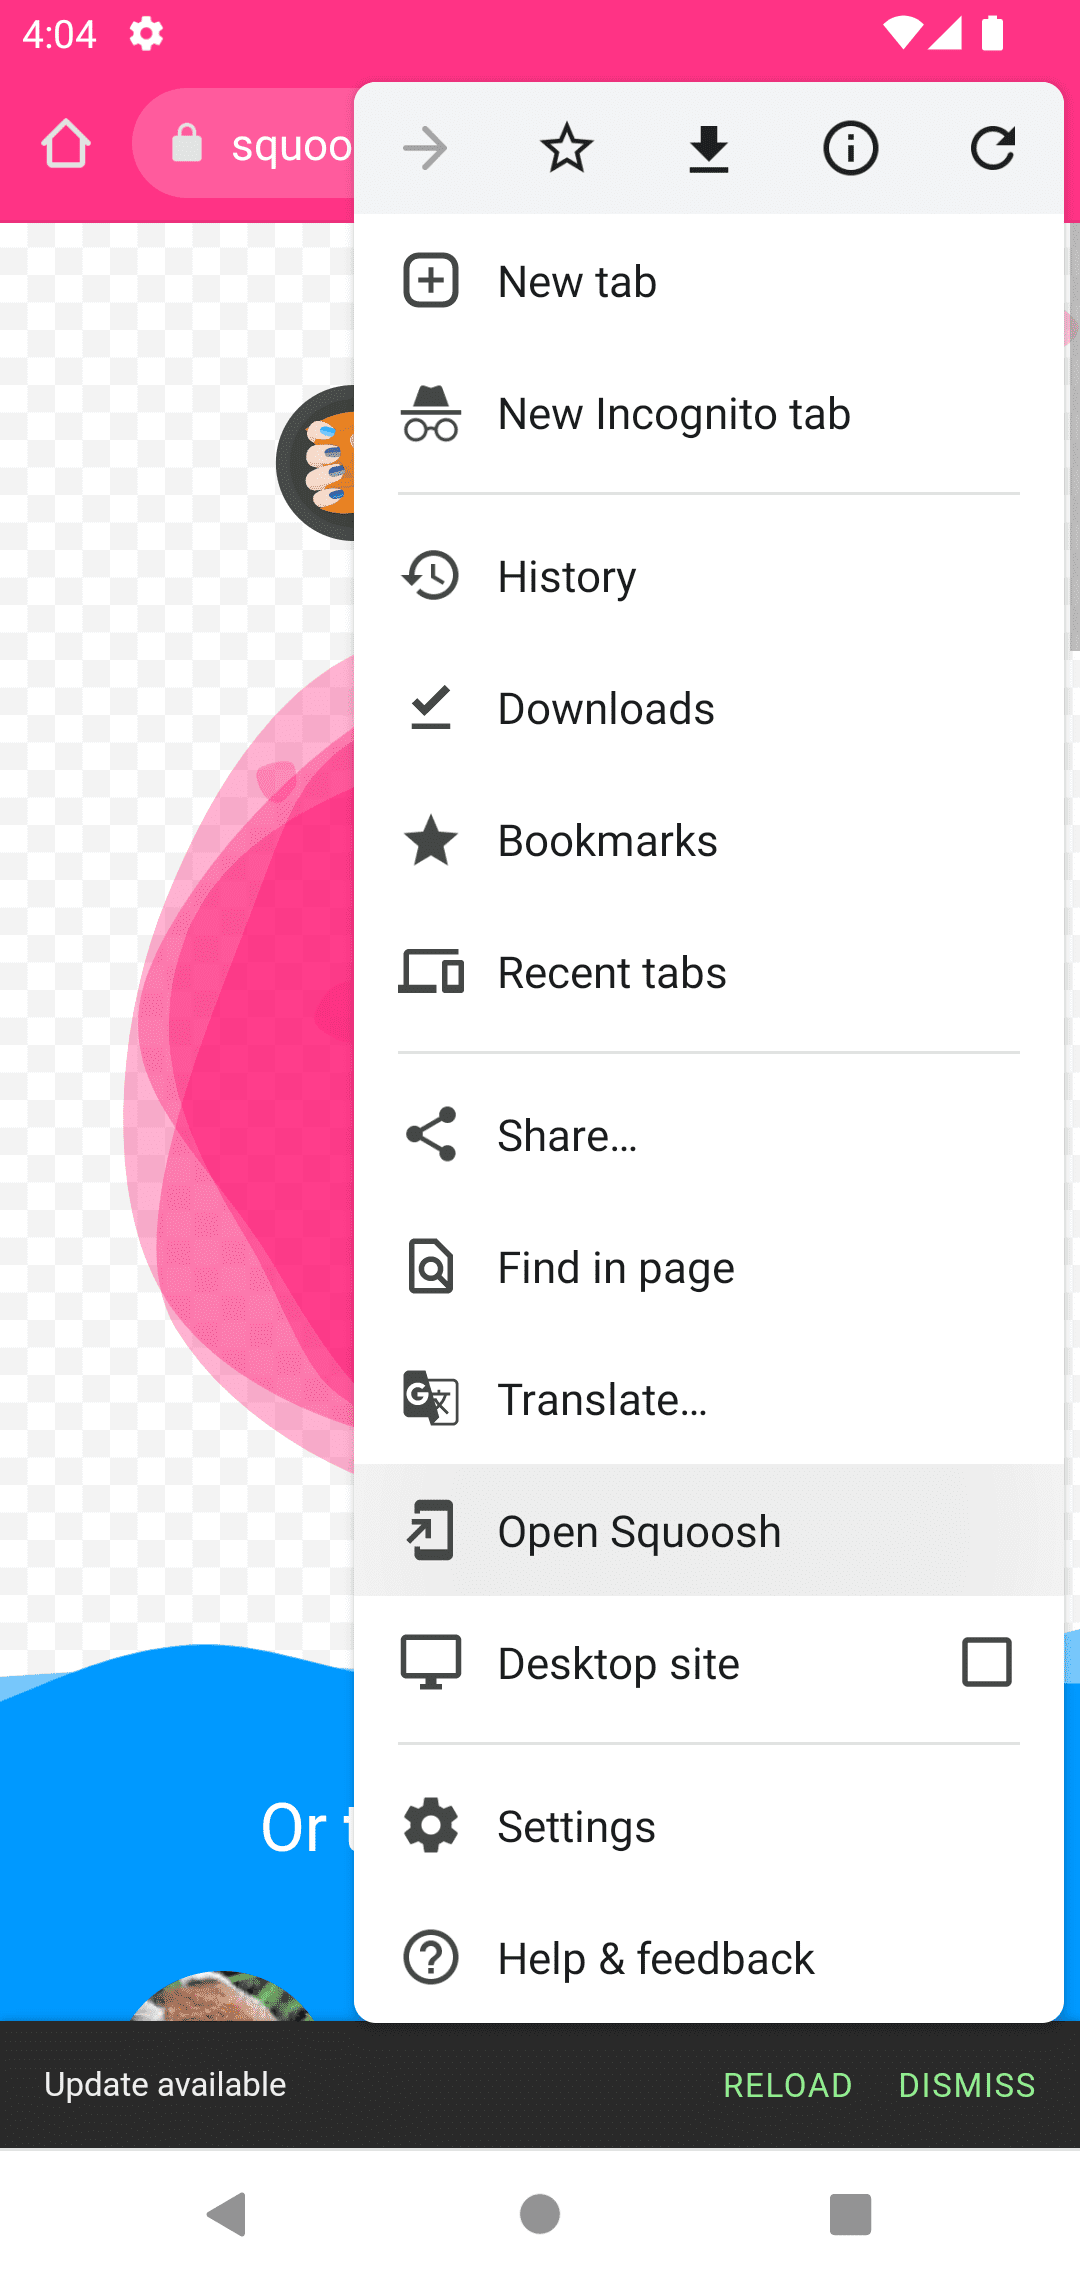 4:04
squoo
New tab
New Incognito tab
History
Downloads
Bookmarks
Recent tabs
Share...
Find in page
Translate...
Open Squoosh
Desktop site
Settings
Or t
Help & feedback
Update available RELOAD DISMISS